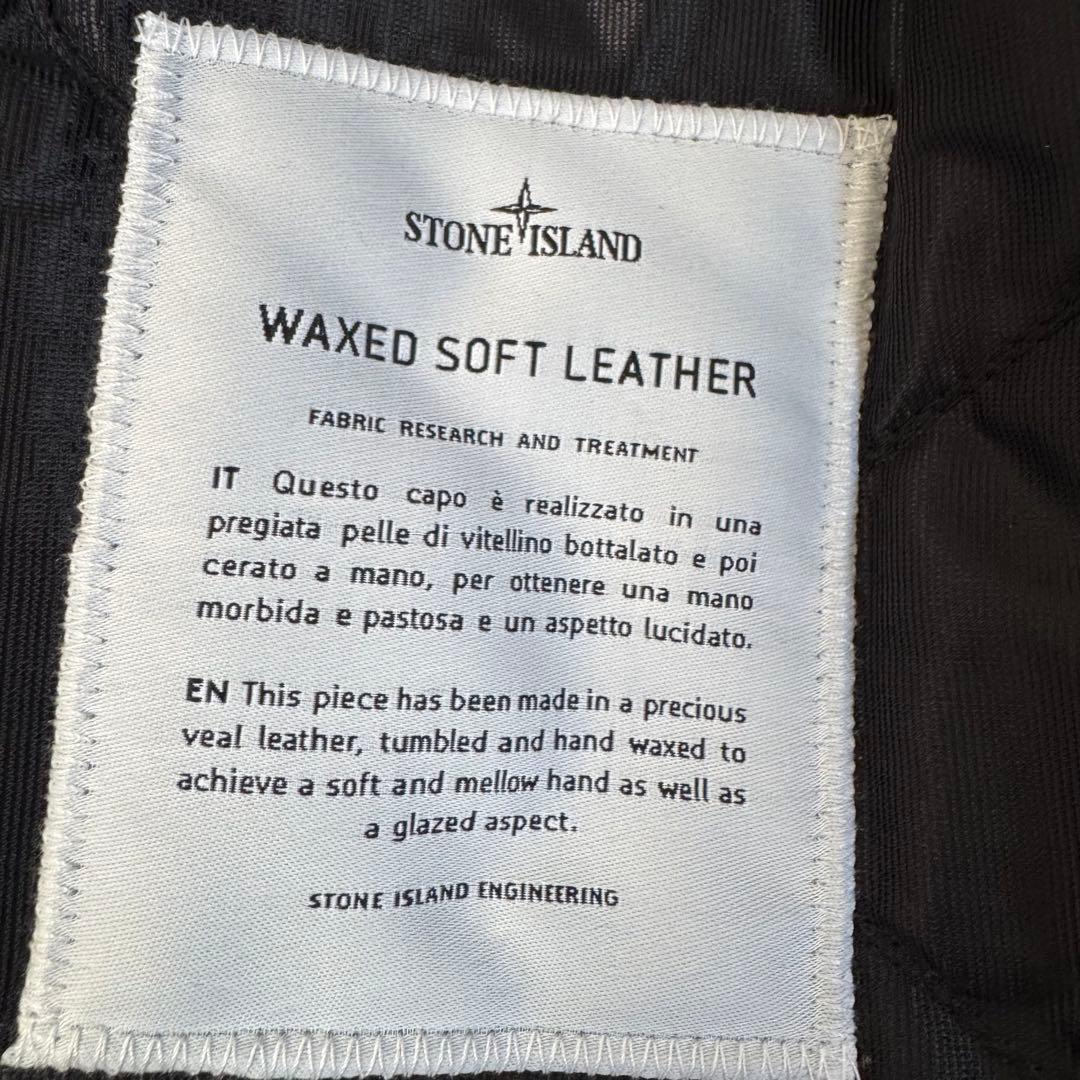 STONE ISLAND
WAXED SOFT LEATHER
FABRIC RESEARCH AND TREATMENT
IT Questo capo è realizzato in una
pregiata pelle di vitellino bottalato e poi
cerato a mano, per ottenere una mano
morbida e pastosa e un aspetto lucidato.
EN This piece has been made in a precious
veal leather, tumbled and hand waxed to
achieve a soft and mellow hand as well as
a glazed aspect.
STONE ISLAND ENGINEERING